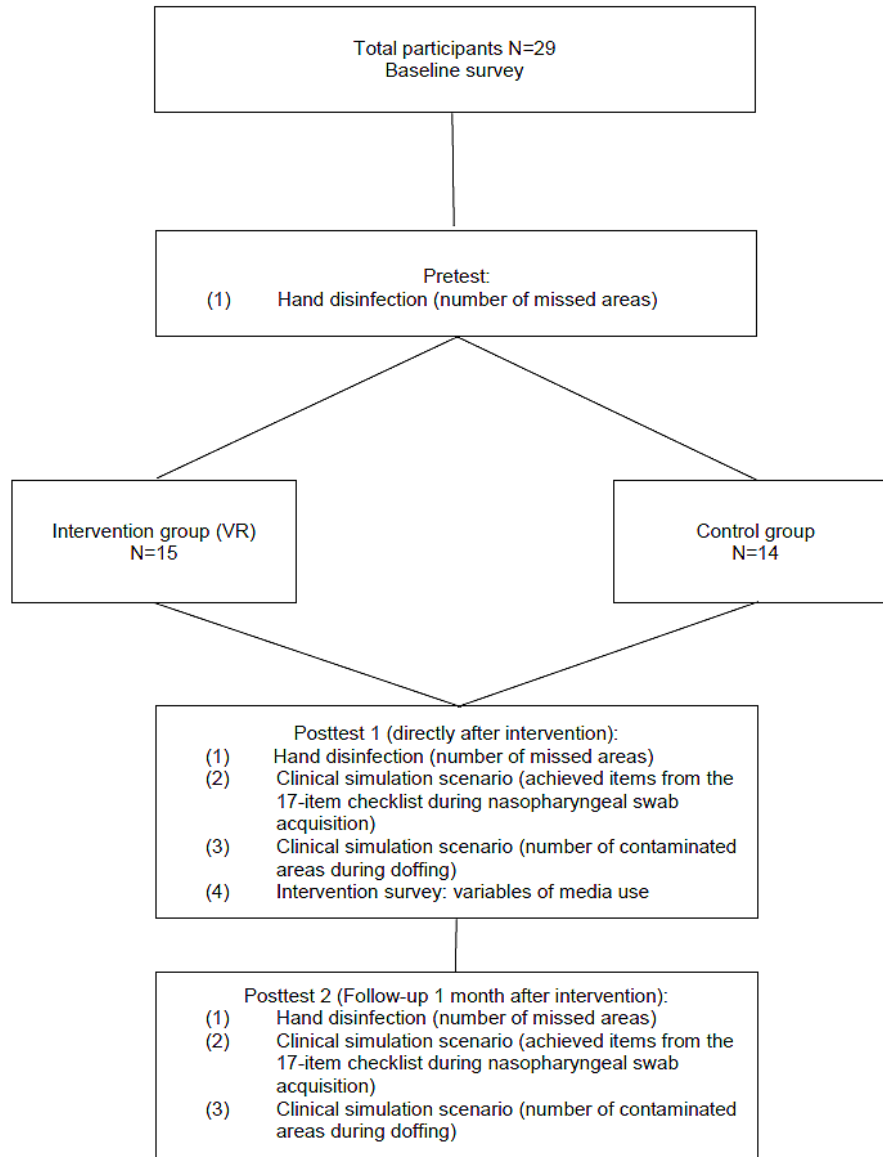 Total participants N=29
Baseline survey
Pretest:
(1) Hand disinfection (number of missed areas)
Intervention group (VR)
N=15
Control group
N=14
Posttest 1 (directly after intervention):
(1) Hand disinfection (number of missed areas)
(2) Clinical simulation scenario (achieved items from the
17-item checklist during nasopharyngeal swab
acquisition)
(3) Clinical simulation scenario (number of contaminated
areas during doffing)
(4) Intervention survey: variables of media use
Posttest 2 (Follow-up 1 month after intervention):
(1) Hand disinfection (number of missed areas)
(2) Clinical simulation scenario (achieved items from the
17-item checklist during nasopharyngeal swab
acquisition)
(3) Clinical simulation scenario (number of contaminated
areas during doffing)